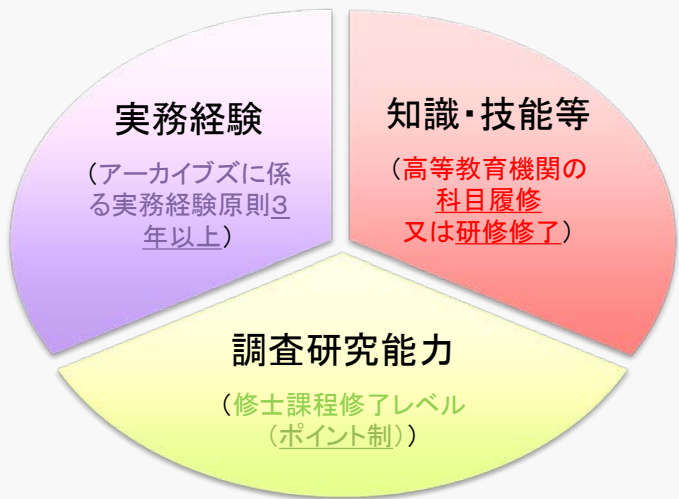 実務経験
（アーカイブズに係
る実務経験原則３
年以上）
知識・技能等
（高等教育機関の
科目履修
又は研修修了）
調査研究能力
（修士課程修了レベル
（ポイント制））